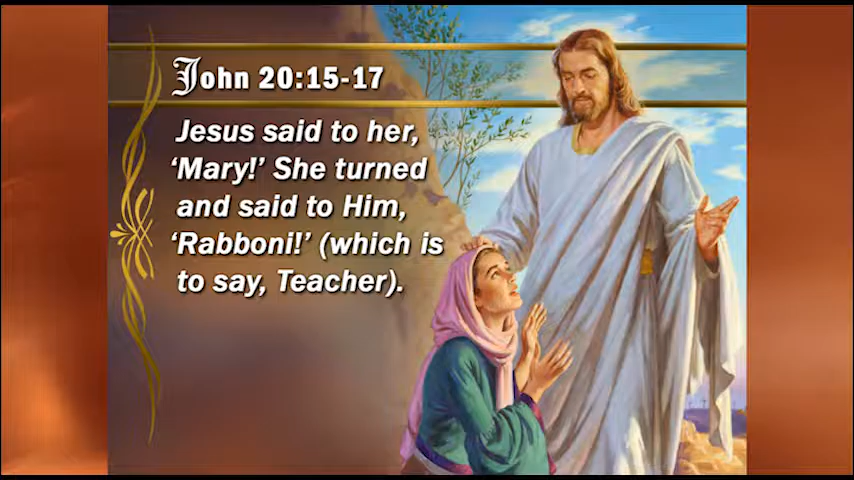 John 20:15-17
Jesus said to her,
‘Mary!’ She turned
and said to Him,
‘Rabboni!’ (which is
to say, Teacher).